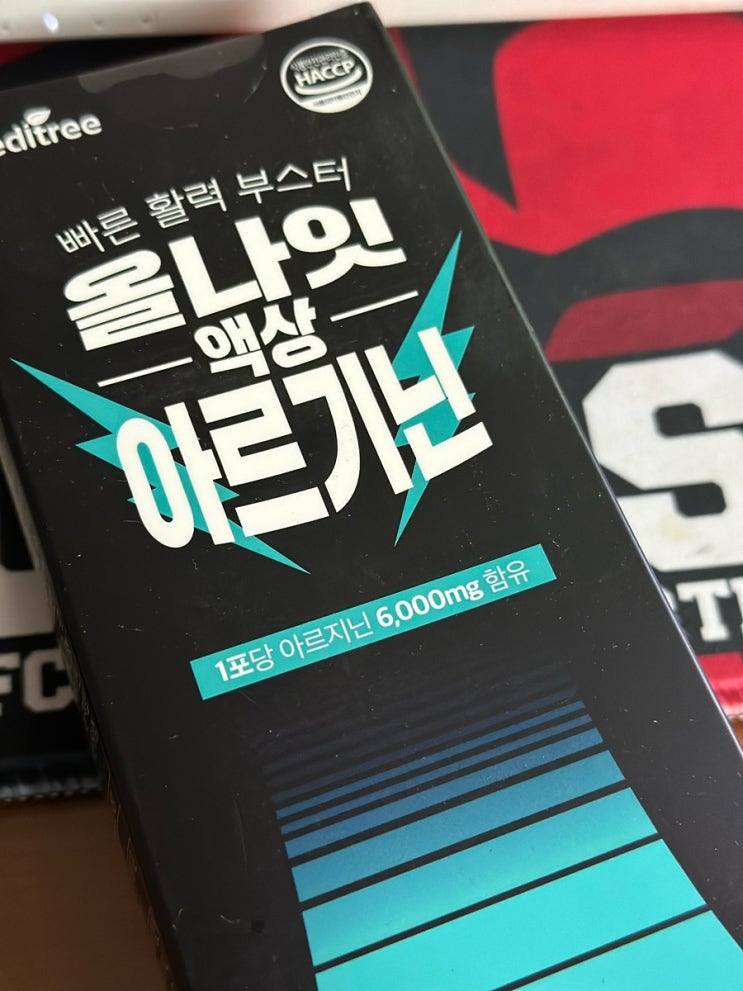 editree
HACCP
빠른 활력 부스터
올나잇
액상
아르기닌
1포당 아르지닌 6,000mg 함유
S
FC